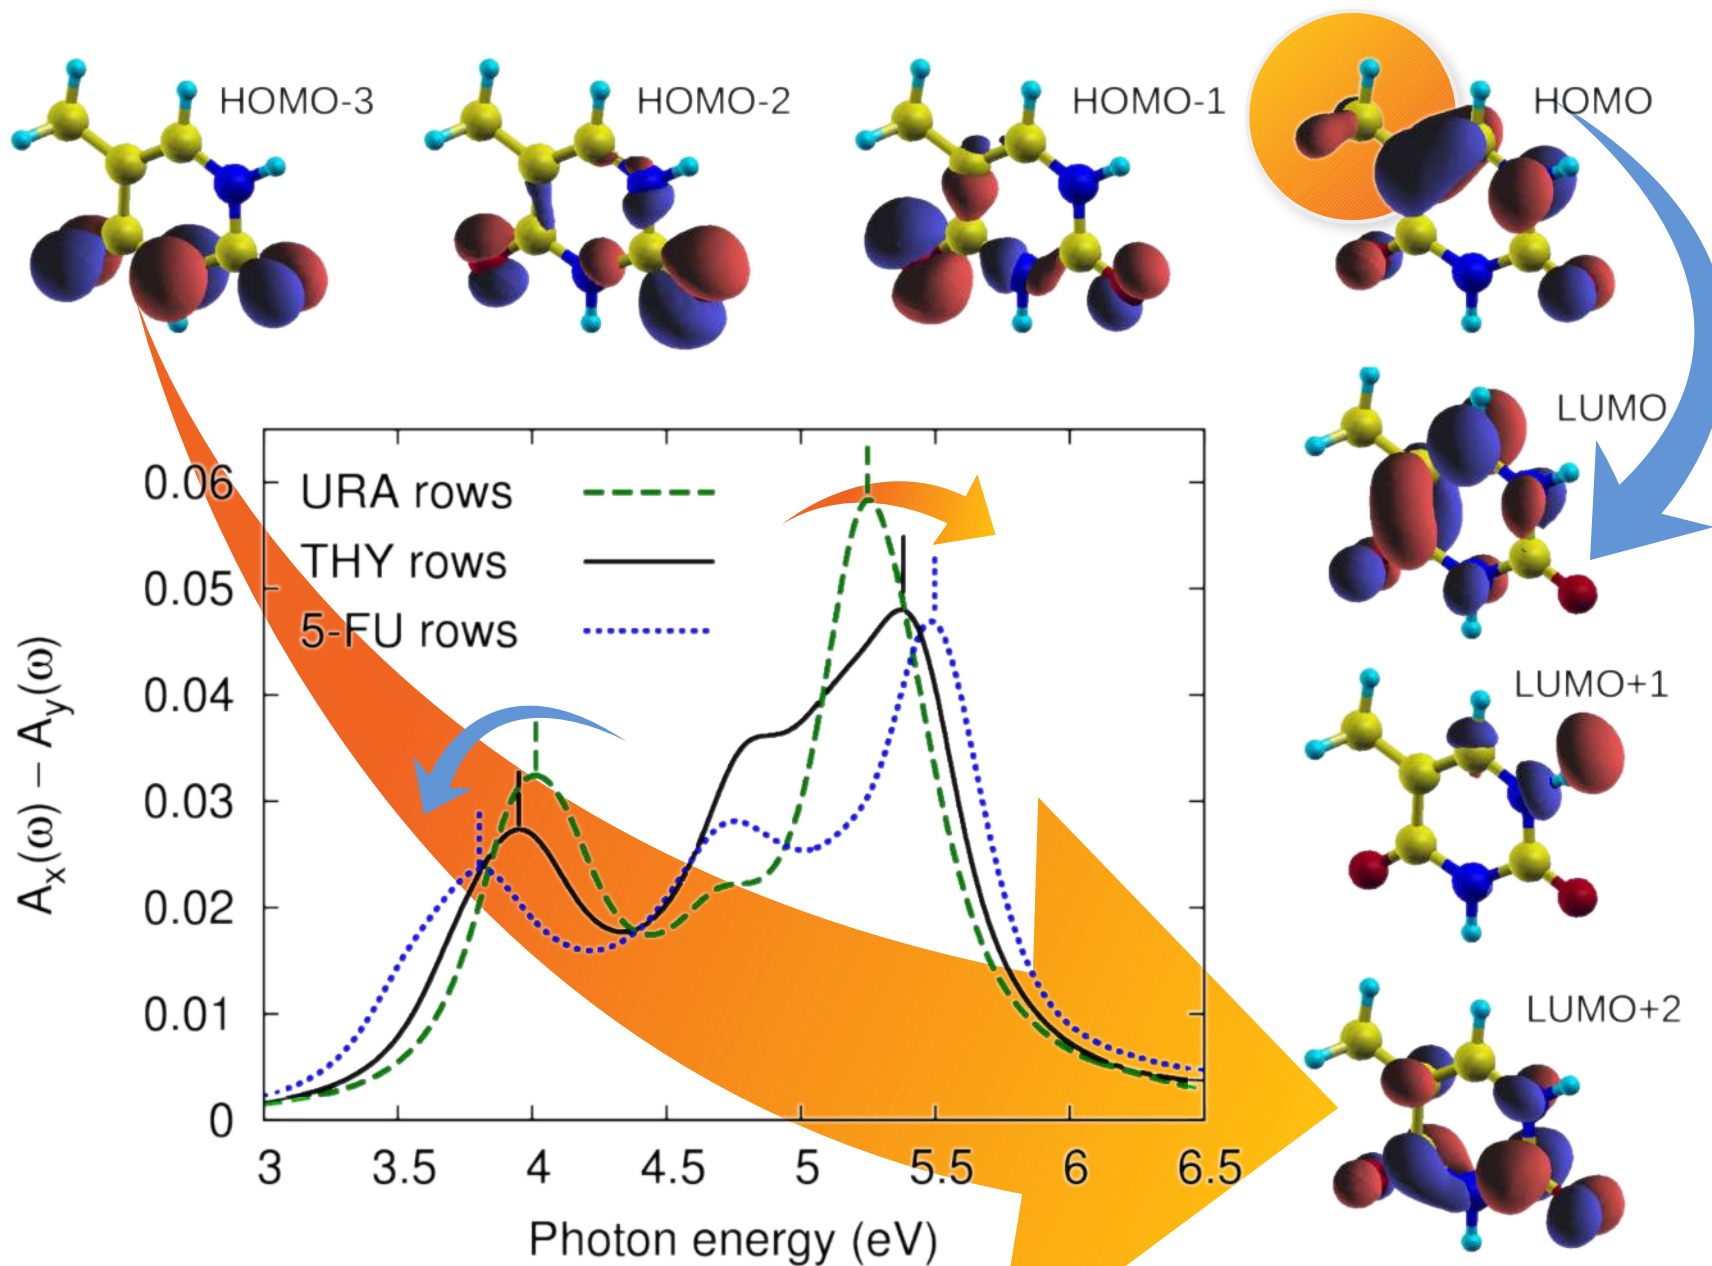 HOMO-3
HOMO-2
HOMO-1
HOMO
LUMO
LUMO+1
LUMO+2
URA rows
THY rows
5-FU rows
0.06
0.05
0.04
0.03
0.02
0.01
0
Aₓ(ω) − Aᵧ(ω)
3 3.5 4 4.5 5 5.5 6 6.5
Photon energy (eV)